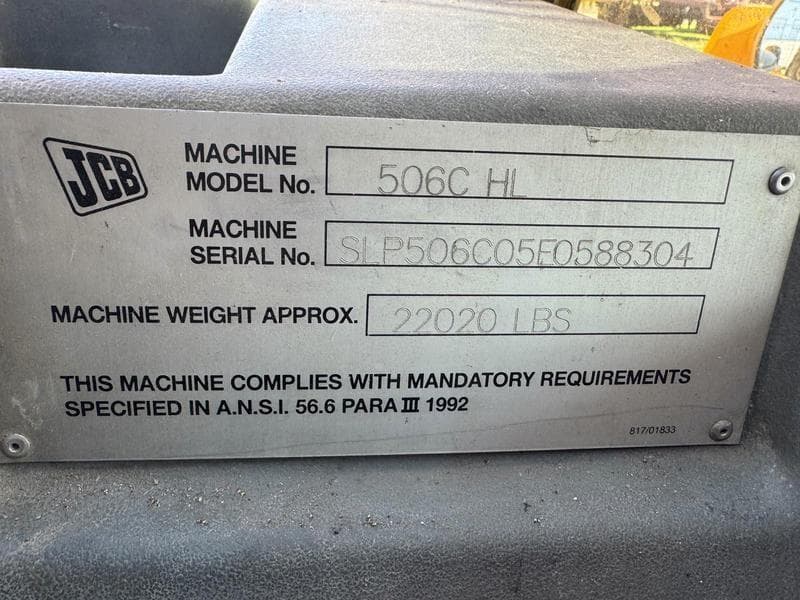 JCB
MACHINE
MODEL No. 506C HL
MACHINE
SERIAL No. SLP506C05E0588304
MACHINE WEIGHT APPROX. 22020 LBS
THIS MACHINE COMPLIES WITH MANDATORY REQUIREMENTS
SPECIFIED IN A.N.S.I. 56.6 PARA III 1992
817/01833